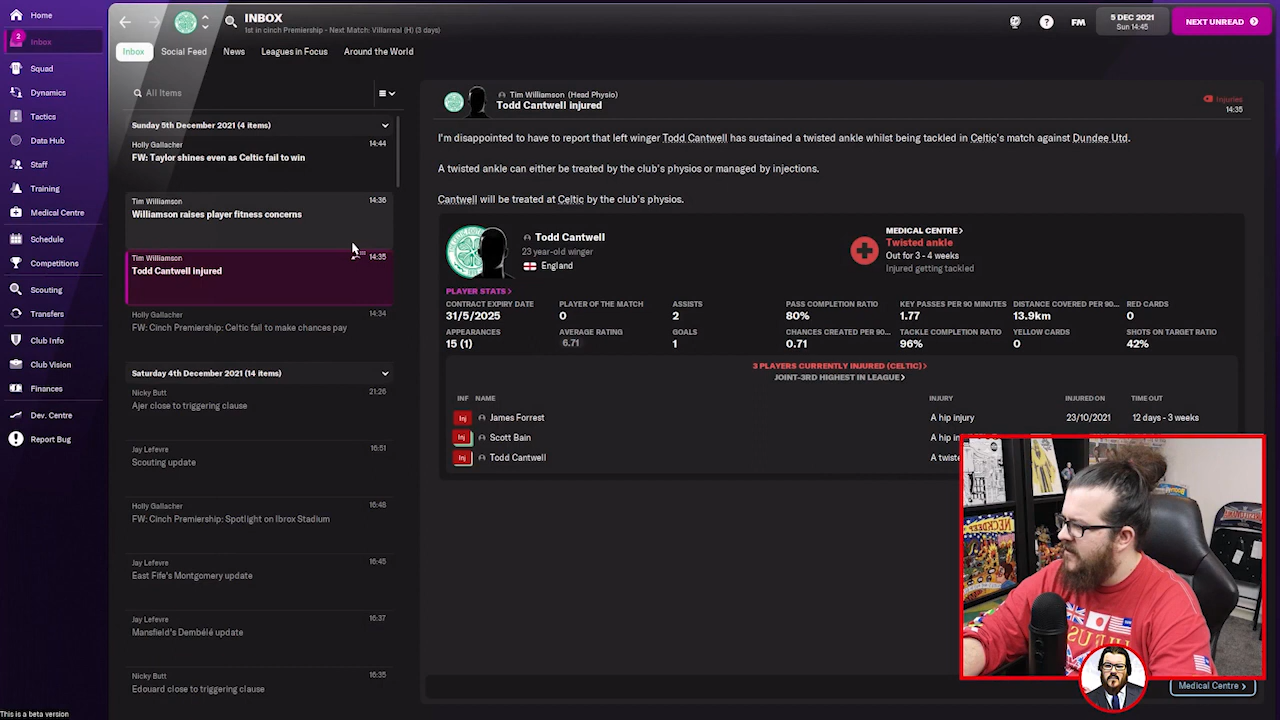 Home
INBOX
1st in cinch Premiership - Next Match: Villarreal (H) (3 days)
FM
5 DEC 2021
Sun 14:45
NEXT UNREAD
2
Inbox
Squad
Dynamics
Tactics
Data Hub
Staff
Training
Medical Centre
Schedule
Competitions
Scouting
Transfers
Club Info
Club Vision
Finances
Dev. Centre
Report Bug
This is a beta version
Inbox
Social Feed
News
Leagues in Focus
Around the World
All Items
Sunday 5th December 2021 (4 items)
Holly Gallacher
14:44
FW: Taylor shines even as Celtic fail to win
Tim Williamson
14:36
Williamson raises player fitness concerns
Tim Williamson
14:35
Todd Cantwell injured
Holly Gallacher
14:34
FW: Cinch Premiership: Celtic fail to make chances pay
Saturday 4th December 2021 (14 items)
Nicky Butt
21:26
Ajer close to triggering clause
Jay Lefevre
16:51
Scouting update
Holly Gallacher
16:48
FW: Cinch Premiership: Spotlight on Ibrox Stadium
Jay Lefevre
16:45
East Fife's Montgomery update
Jay Lefevre
16:37
Mansfield's Dembélé update
Nicky Butt
16:35
Edouard close to triggering clause
Tim Williamson (Head Physio)
Todd Cantwell injured
Injuries
14:35
I'm disappointed to have to report that left winger Todd Cantwell has sustained a twisted ankle whilst being tackled in Celtic's match against Dundee Utd.
A twisted ankle can either be treated by the club's physios or managed by injections.
Cantwell will be treated at Celtic by the club's physios.
Todd Cantwell
23 year-old winger
England
MEDICAL CENTRE
Twisted ankle
Out for 3 - 4 weeks
Injured getting tackled
PLAYER STATS
CONTRACT EXPIRY DATE PLAYER OF THE MATCH ASSISTS PASS COMPLETION RATIO KEY PASSES PER 90 MINUTES DISTANCE COVERED PER 90... RED CARDS
31/5/2025 0 2 80% 1.77 13.9km 0
APPEARANCES AVERAGE RATING GOALS CHANCES CREATED PER 90... TACKLE COMPLETION RATIO YELLOW CARDS SHOTS ON TARGET RATIO
15 (1) 6.71 1 0.71 96% 0 42%
3 PLAYERS CURRENTLY INJURED (CELTIC)
JOINT-3RD HIGHEST IN LEAGUE
INF NAME INJURY INJURED ON TIME OUT
Inj James Forrest A hip injury 23/10/2021 12 days - 3 weeks
Inj Scott Bain A hip in
Inj Todd Cantwell A twiste
NECKDEEP
Medical Centre